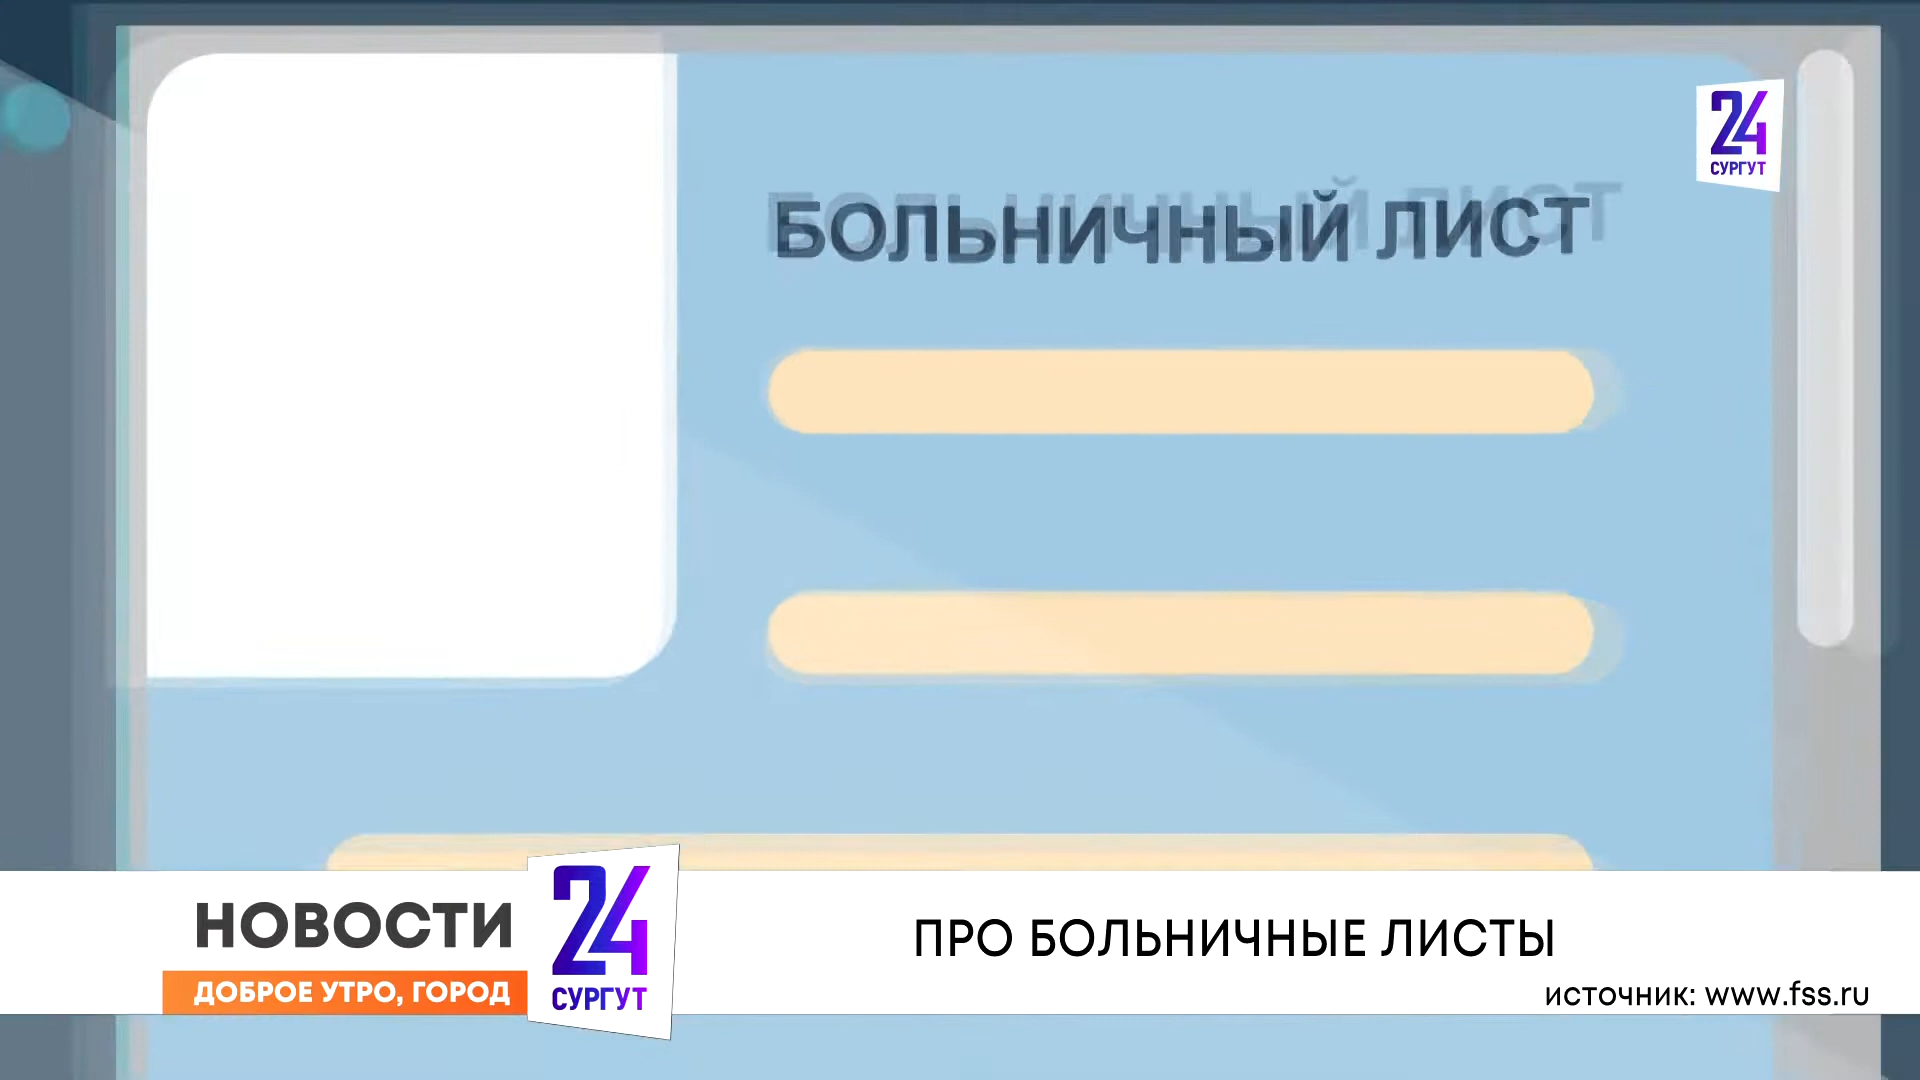 24
СУРГУТ
БОЛЬНИЧНЫЙ ЛИСТ
НОВОСТИ
ДОБРОЕ УТРО, ГОРОД
24
СУРГУТ
ПРО БОЛЬНИЧНЫЕ ЛИСТЫ
источник: www.fss.ru